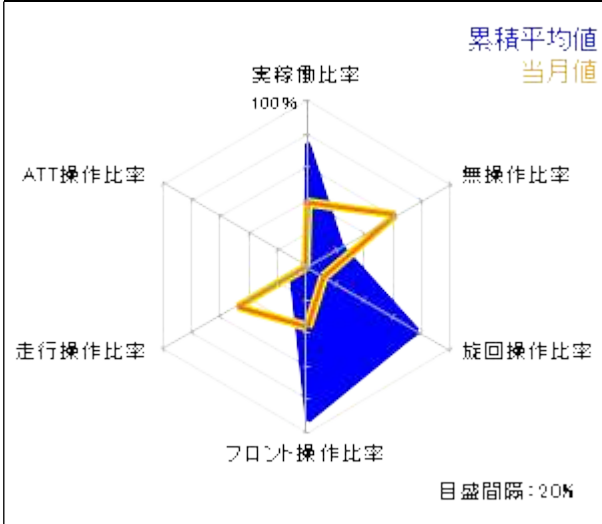 累積平均値
当月値
実稼働比率
100%
ATT操作比率
無操作比率
走行操作比率
旋回操作比率
フロント操作比率
目盛間隔:20%